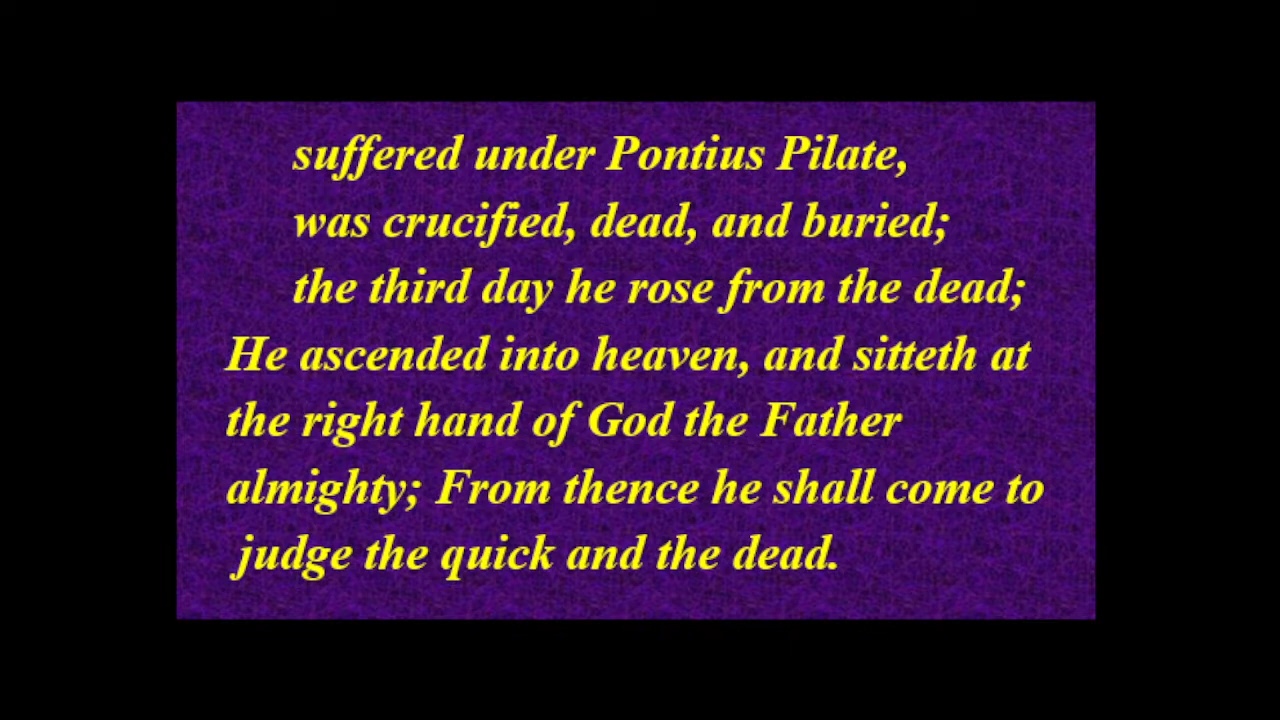 suffered under Pontius Pilate,
was crucified, dead, and buried;
the third day he rose from the dead;
He ascended into heaven, and sitteth at
the right hand of God the Father
almighty; From thence he shall come to
judge the quick and the dead.